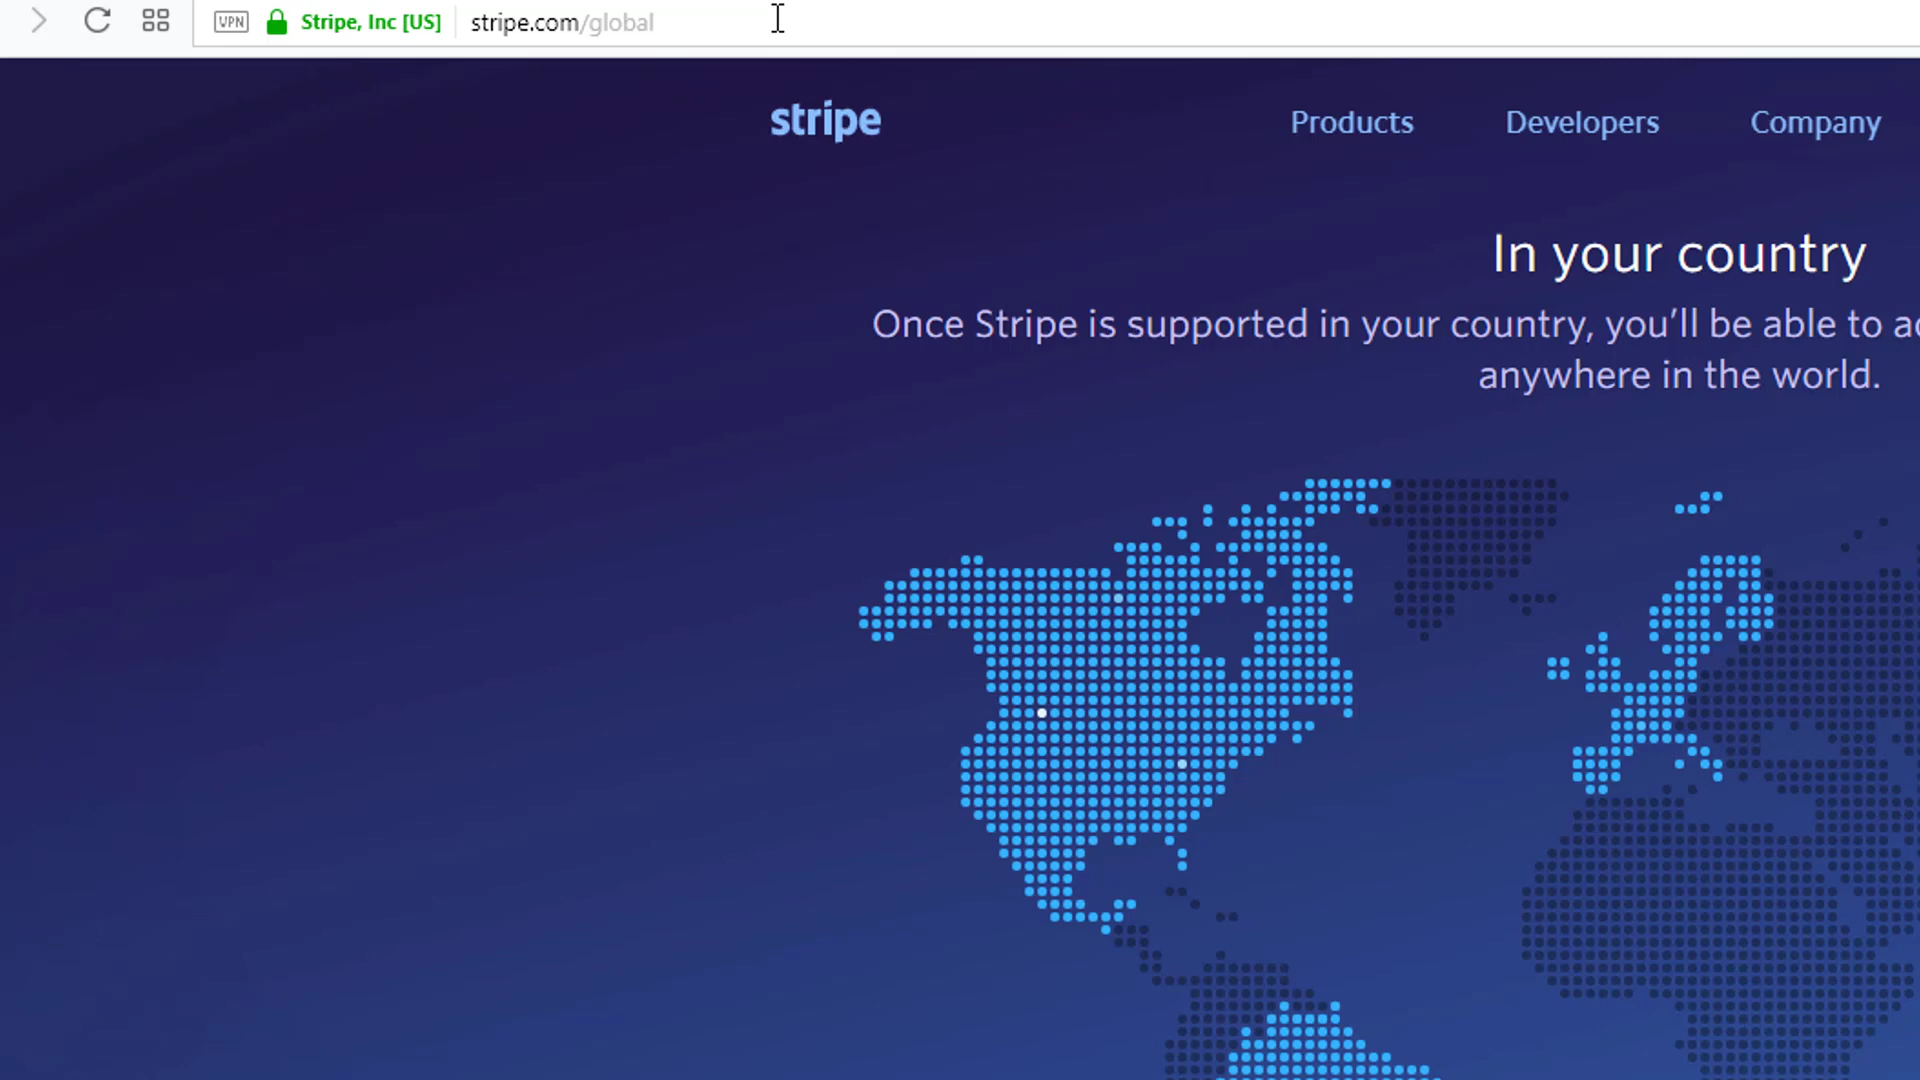 VPN Stripe, Inc [US] stripe.com/global
stripe Products Developers Company
In your country
Once Stripe is supported in your country, you’ll be able to
anywhere in the world.